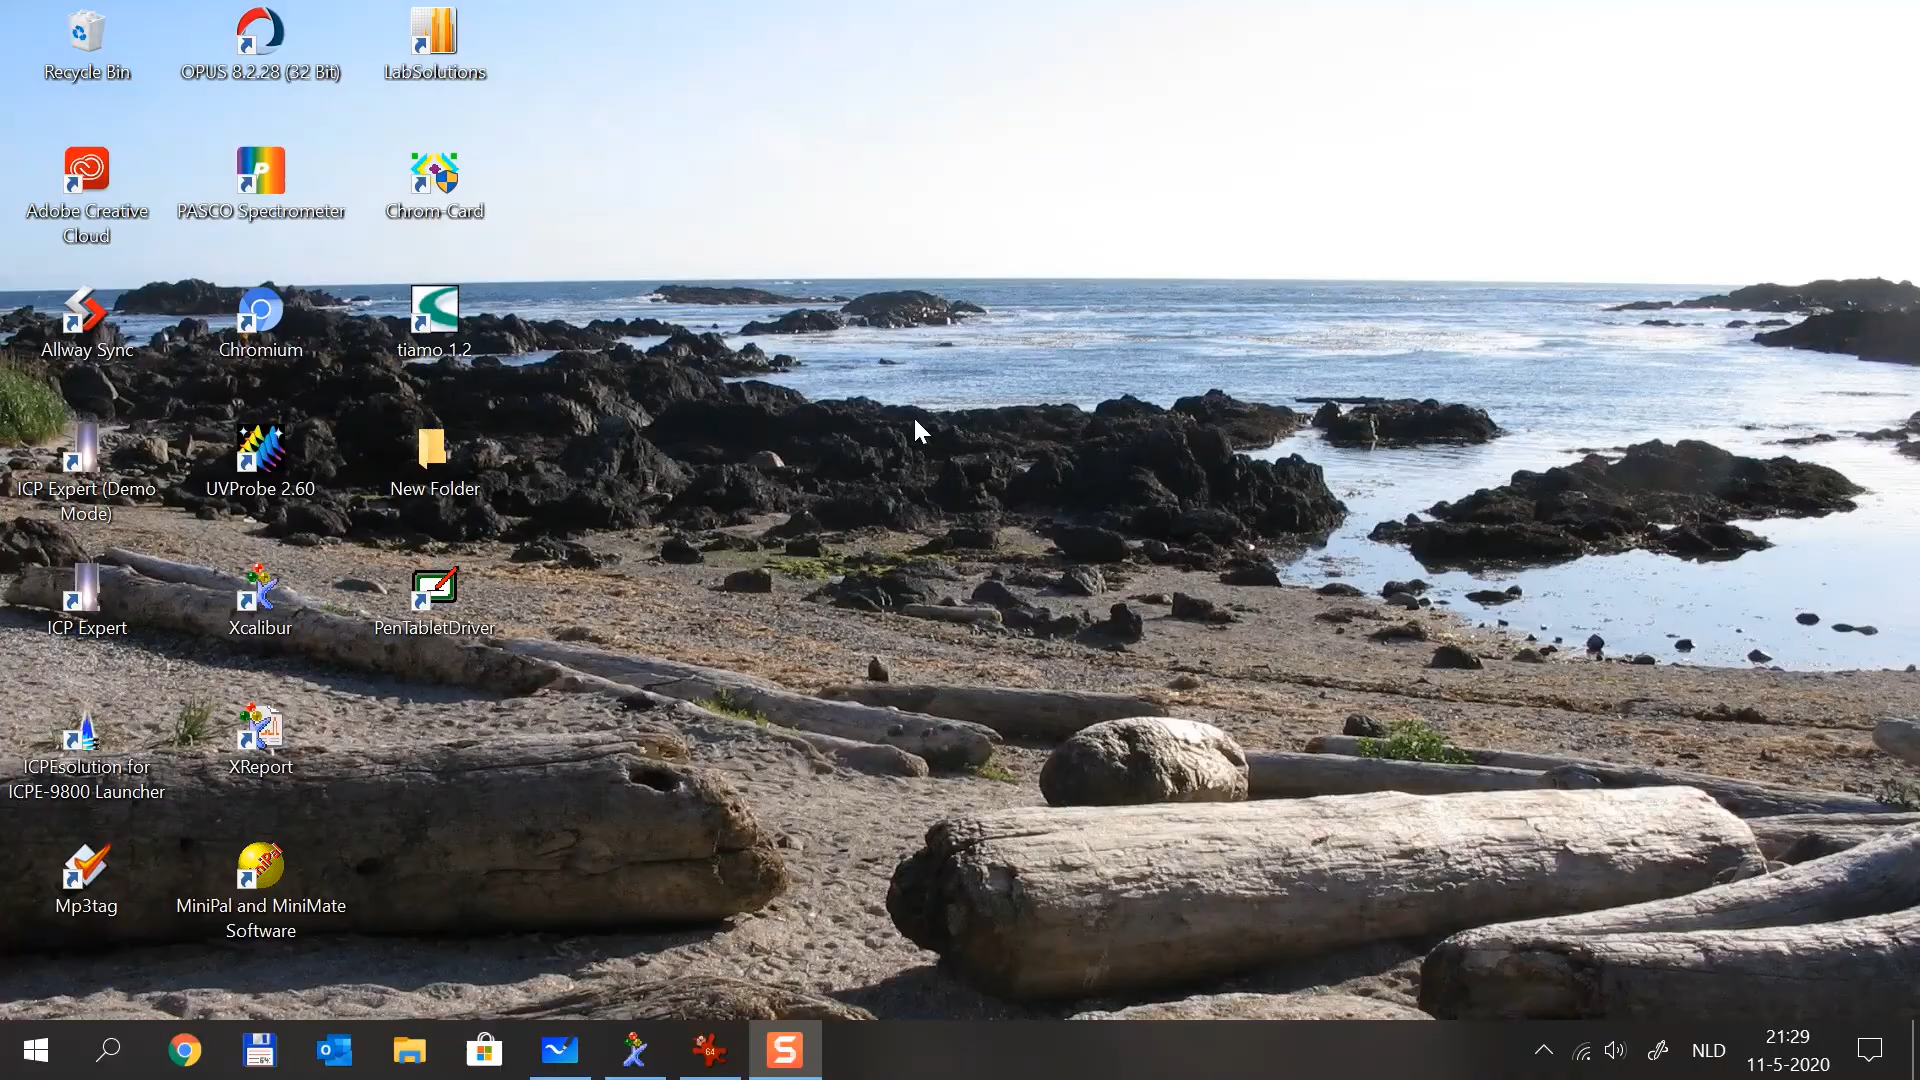 Recycle Bin
OPUS 8.2.28 (32 Bit)
LabSolutions
Adobe Creative
Cloud
PASCO Spectrometer
Chrom-Card
Allway Sync
Chromium
tiamo 1.2
ICP Expert (Demo
Mode)
UVProbe 2.60
New Folder
ICP Expert
Xcalibur
PenTabletDriver
ICPEsolution for
ICPE-9800 Launcher
XReport
Mp3tag
MiniPal and MiniMate
Software
NLD
21:29
11-5-2020